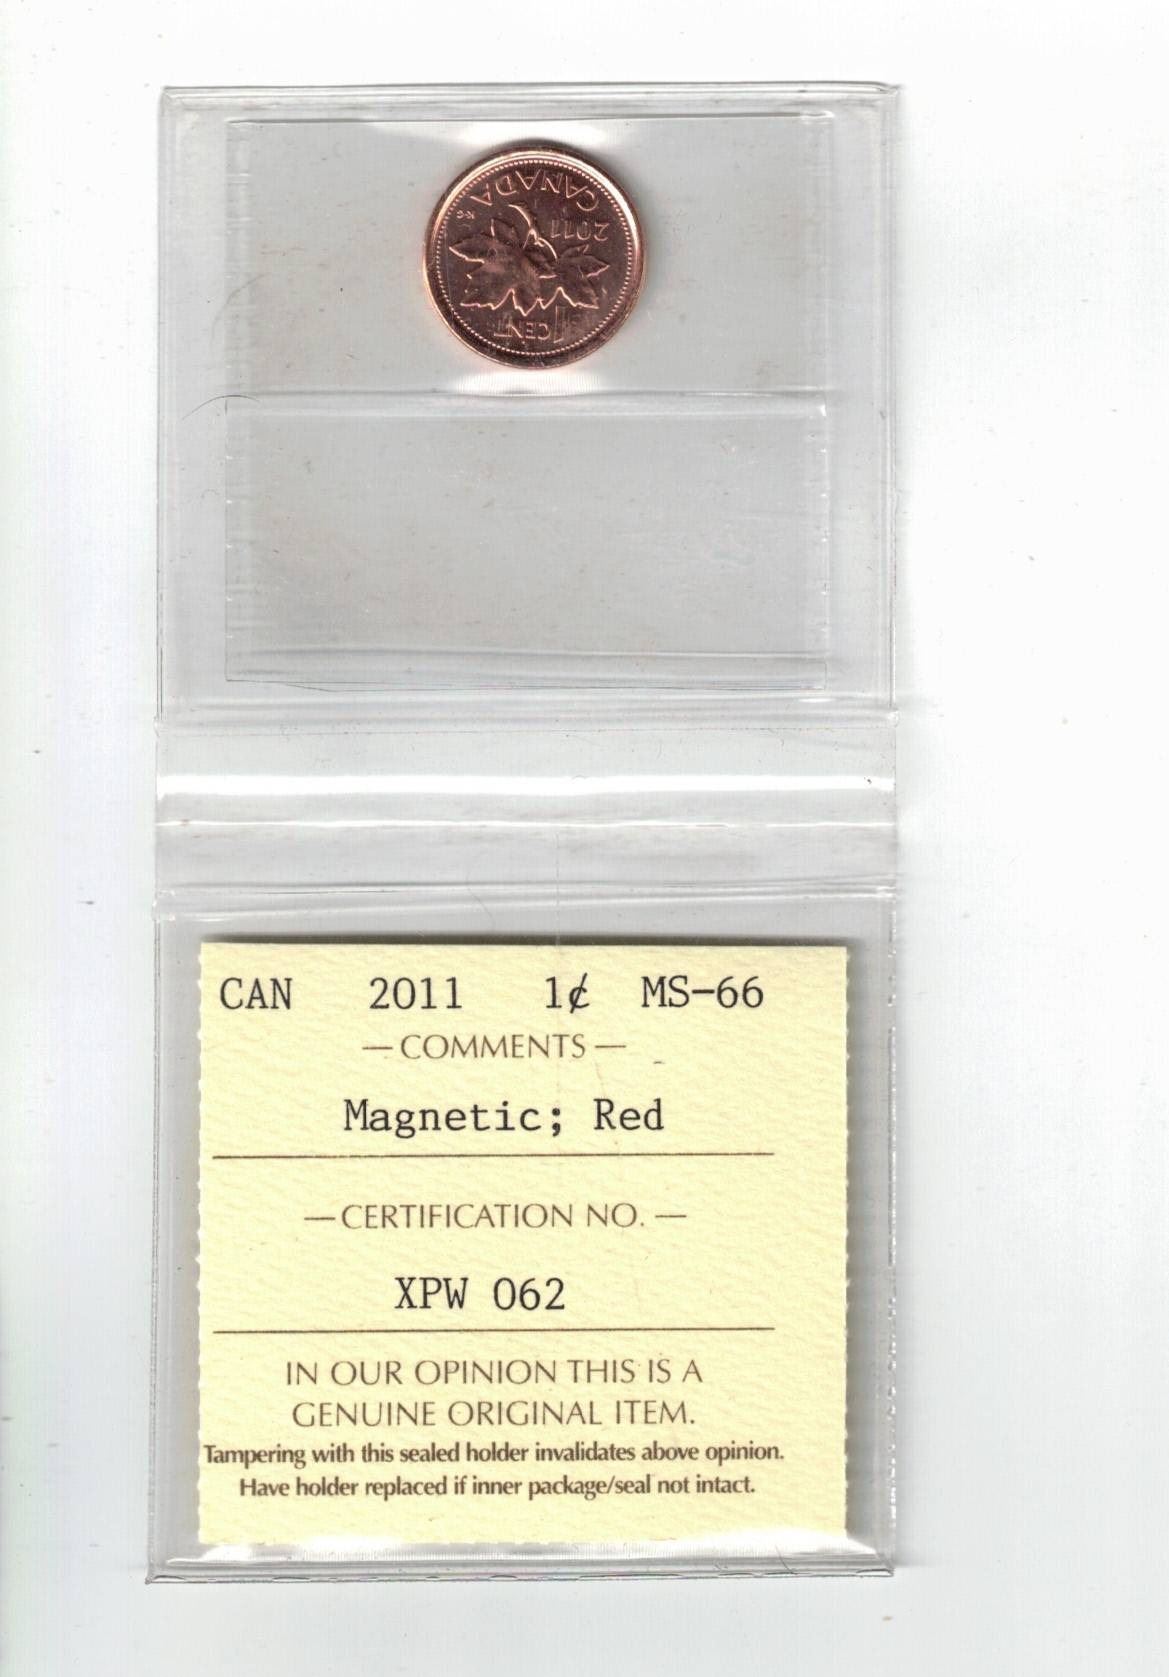 CANADA
2011
K·G
1 CENT
CAN 2011 1¢ MS-66
— COMMENTS —
Magnetic; Red
— CERTIFICATION NO. —
XPW 062
IN OUR OPINION THIS IS A
GENUINE ORIGINAL ITEM.
Tampering with this sealed holder invalidates above opinion.
Have holder replaced if inner package/seal not intact.